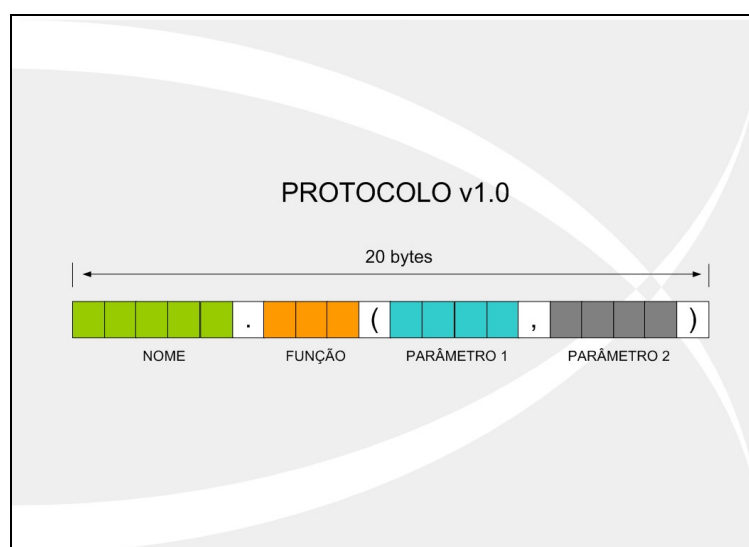 PROTOCOLO v1.0
20 bytes
. ( , )
NOME FUNÇÃO PARÂMETRO 1 PARÂMETRO 2